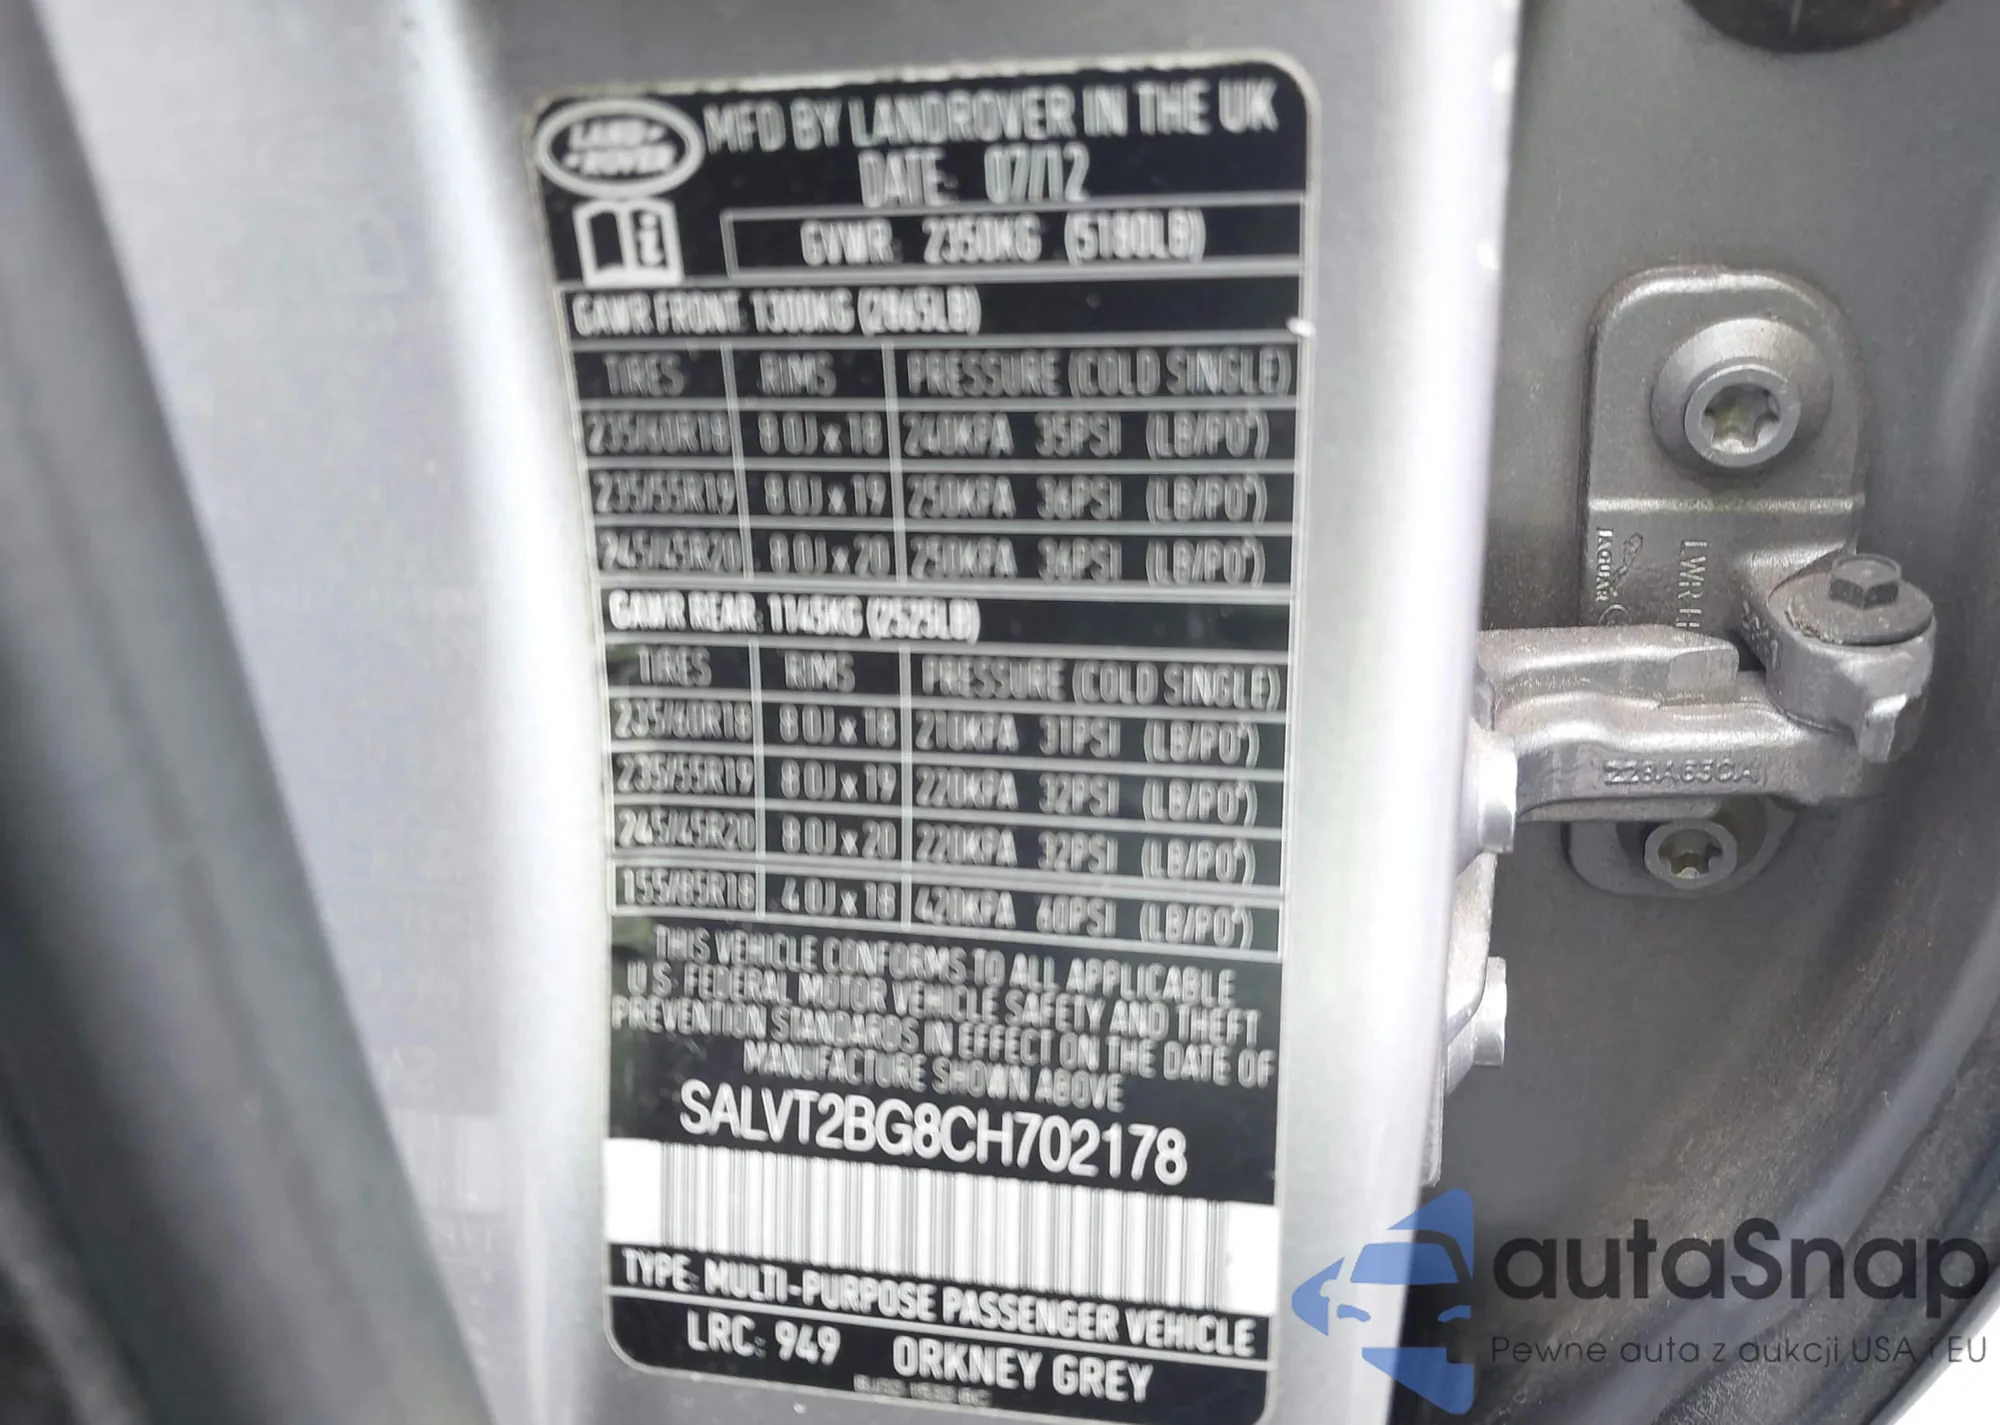 LAND ROVER
MFD BY LANDROVER IN THE UK
DATE: 07/12
GVWR: 2350KG (5180LB)
GAWR FRONT: 1300KG (2865LB)
TIRES RIMS PRESSURE (COLD SINGLE)
235/60R18 8.0J x 18 240KPA 35PSI (LB/PO²)
235/55R19 8.0J x 19 250KPA 36PSI (LB/PO²)
245/45R20 8.0J x 20 250KPA 36PSI (LB/PO²)
GAWR REAR: 1145KG (2525LB)
TIRES RIMS PRESSURE (COLD SINGLE)
235/60R18 8.0J x 18 210KPA 31PSI (LB/PO²)
235/55R19 8.0J x 19 220KPA 32PSI (LB/PO²)
245/45R20 8.0J x 20 220KPA 32PSI (LB/PO²)
155/85R18 4.0J x 18 420KPA 60PSI (LB/PO²)
THIS VEHICLE CONFORMS TO ALL APPLICABLE
U.S. FEDERAL MOTOR VEHICLE SAFETY AND THEFT
PREVENTION STANDARDS IN EFFECT ON THE DATE OF
MANUFACTURE SHOWN ABOVE
SALVT2BG8CH702178
TYPE: MULTI-PURPOSE PASSENGER VEHICLE
LRC: 949 ORKNEY GREY
JAGUAR
autaSnap
Pewne auta z aukcji USA i EU